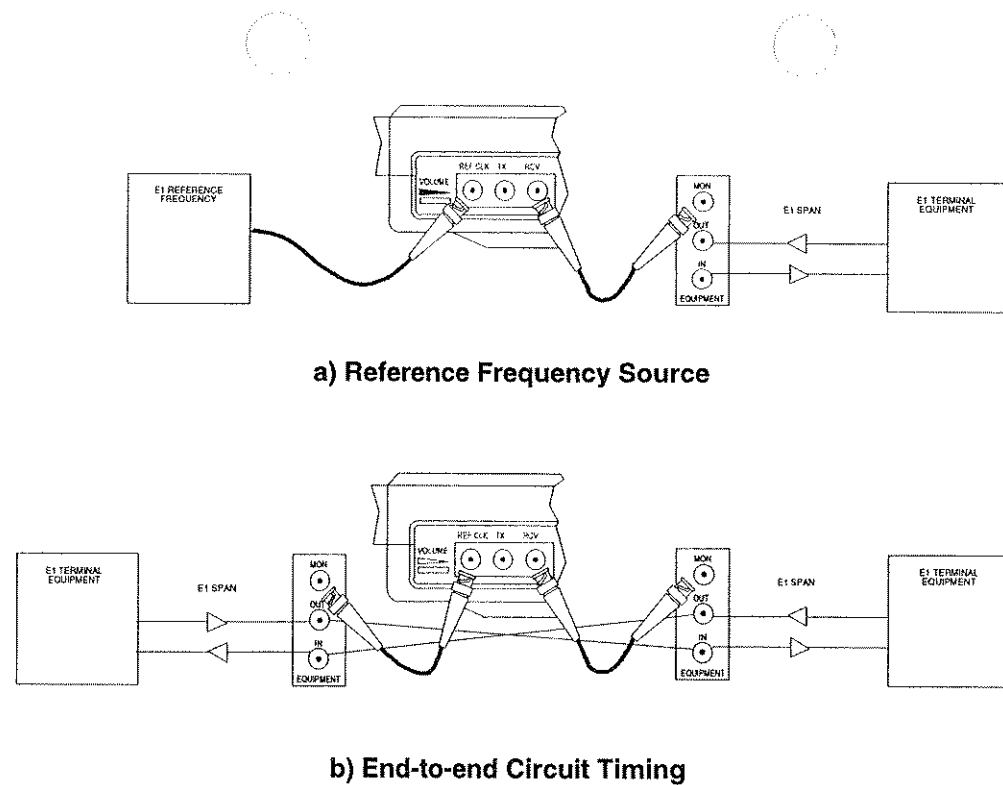 REF CLK TX RCV
VOLUME
E1 REFERENCE
FREQUENCY
MON
OUT
IN
EQUIPMENT
E1 SPAN
E1 TERMINAL
EQUIPMENT
a) Reference Frequency Source
REF CLK TX RCV
VOLUME
E1 TERMINAL
EQUIPMENT
E1 SPAN
MON
OUT
IN
EQUIPMENT
MON
OUT
IN
EQUIPMENT
E1 SPAN
E1 TERMINAL
EQUIPMENT
b) End-to-end Circuit Timing